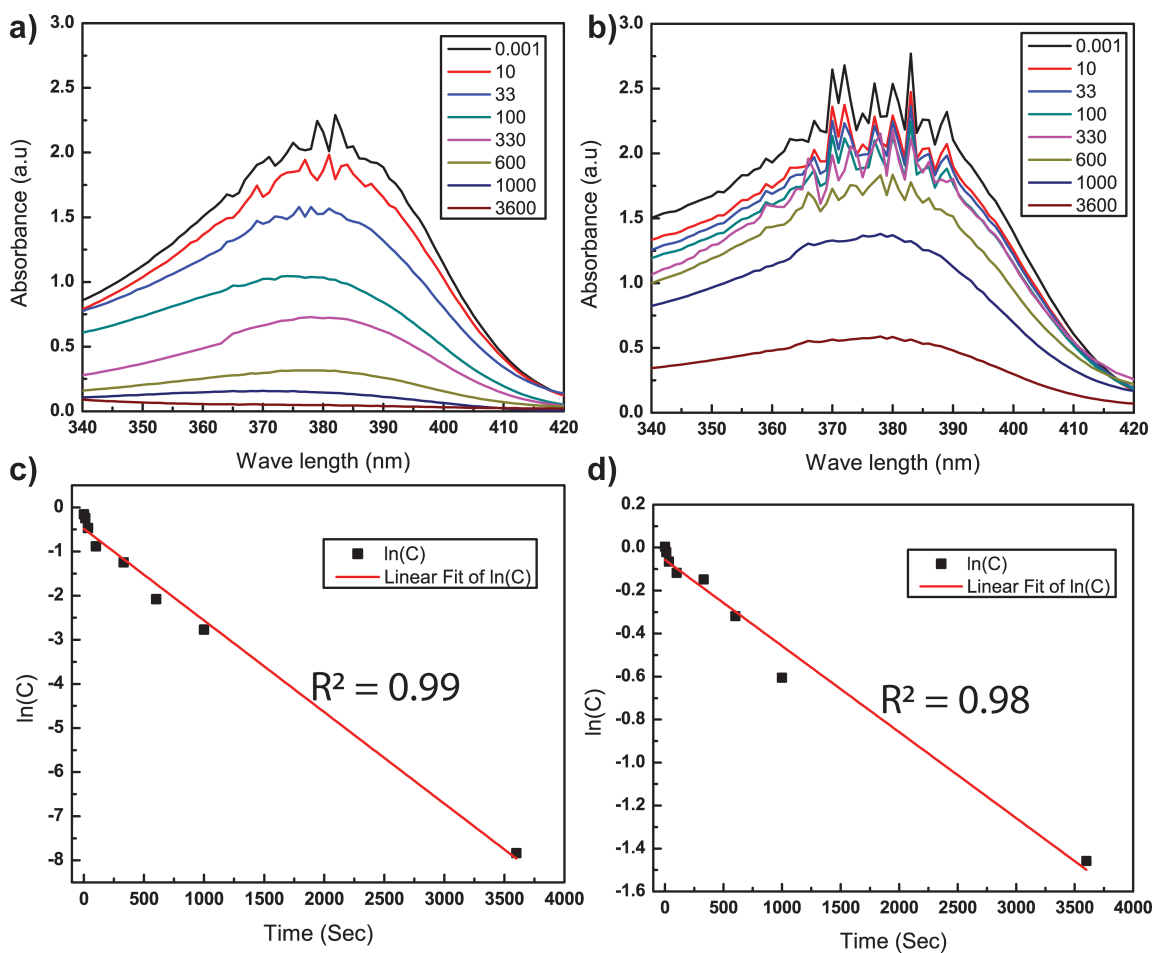 a)
3.0
2.5
2.0
1.5
1.0
0.5
0.0
Absorbance (a.u)
0.001
10
33
100
330
600
1000
3600
340 350 360 370 380 390 400 410 420
Wave length (nm)
b)
3.0
2.5
2.0
1.5
1.0
0.5
0.0
Absorbance (a.u)
0.001
10
33
100
330
600
1000
3600
340 350 360 370 380 390 400 410 420
Wave length (nm)
c)
0
-1
-2
-3
-4
-5
-6
-7
-8
ln(C)
ln(C)
Linear Fit of ln(C)
R² = 0.99
0 500 1000 1500 2000 2500 3000 3500 4000
Time (Sec)
d)
0.2
0.0
-0.2
-0.4
-0.6
-0.8
-1.0
-1.2
-1.4
-1.6
ln(C)
ln(C)
Linear Fit of ln(C)
R² = 0.98
0 500 1000 1500 2000 2500 3000 3500 4000
Time (Sec)